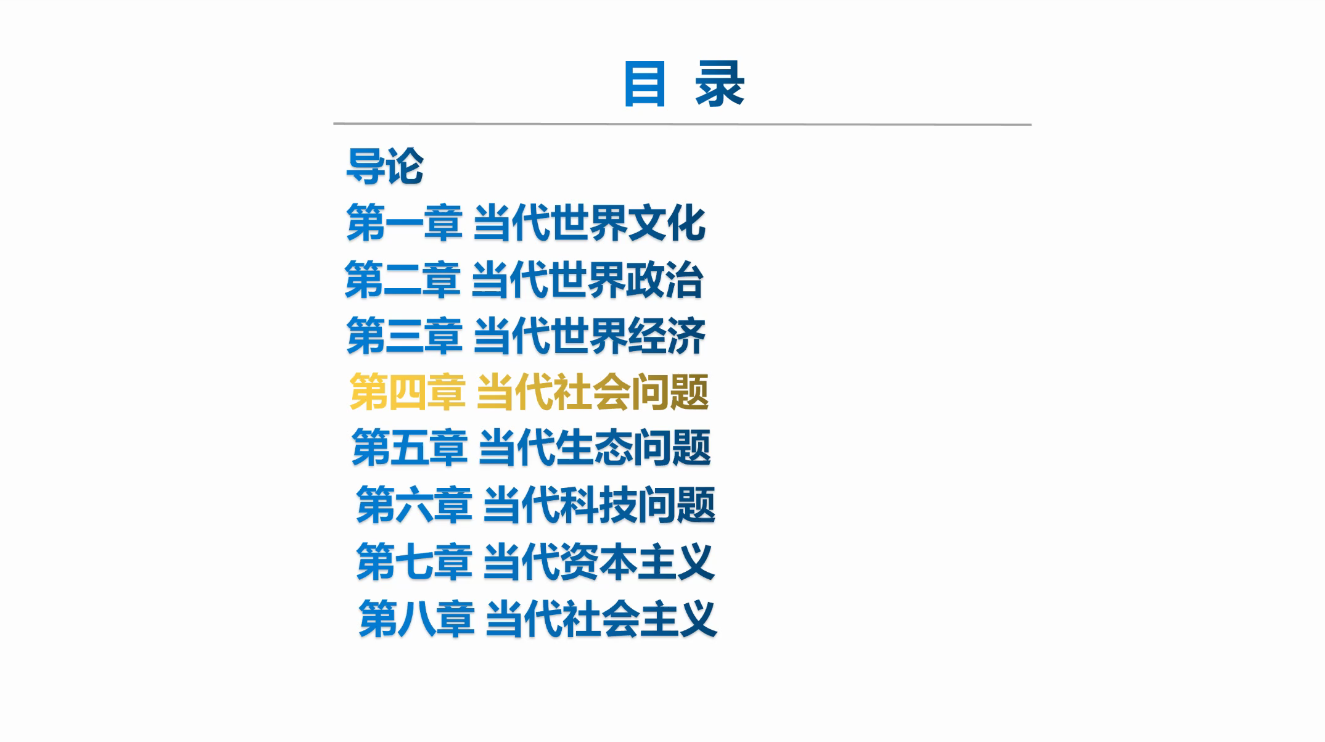 目 录
导论
第一章 当代世界文化
第二章 当代世界政治
第三章 当代世界经济
第四章 当代社会问题
第五章 当代生态问题
第六章 当代科技问题
第七章 当代资本主义
第八章 当代社会主义